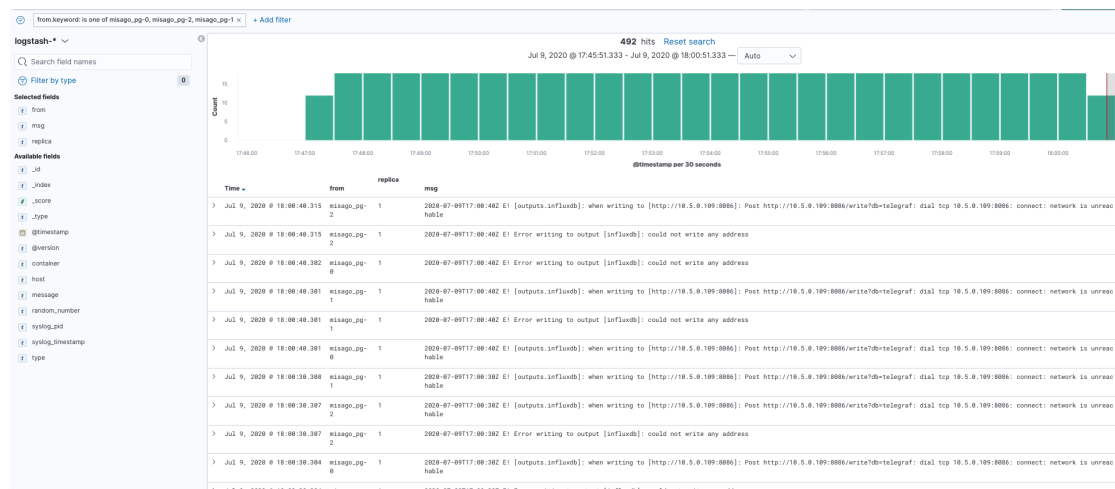 from.keyword: is one of misago_pg-0, misago_pg-2, misago_pg-1 × + Add filter
logstash-*
Search field names
Filter by type 0
Selected fields
t from
t msg
t replica
Available fields
t _id
t _index
# _score
t _type
@timestamp
t @version
t container
t host
t message
t random_number
t syslog_pid
t syslog_timestamp
t type
492 hits Reset search
Jul 9, 2020 @ 17:45:51.333 - Jul 9, 2020 @ 18:00:51.333 — Auto
Count
15
10
5
0
17:46:00 17:47:00 17:48:00 17:49:00 17:50:00 17:51:00 17:52:00 17:53:00 17:54:00 17:55:00 17:56:00 17:57:00 17:58:00 17:59:00 18:00:00
@timestamp per 30 seconds
Time from replica msg
> Jul 9, 2020 @ 18:00:40.315 misago_pg- 1 2020-07-09T17:00:40Z E! [outputs.influxdb]: when writing to [http://10.5.0.109:8086]: Post http://10.5.0.109:8086/write?db=telegraf: dial tcp 10.5.0.109:8086: connect: network is unreac
2 hable
> Jul 9, 2020 @ 18:00:40.315 misago_pg- 1 2020-07-09T17:00:40Z E! Error writing to output [influxdb]: could not write any address
2
> Jul 9, 2020 @ 18:00:40.302 misago_pg- 1 2020-07-09T17:00:40Z E! Error writing to output [influxdb]: could not write any address
0
> Jul 9, 2020 @ 18:00:40.301 misago_pg- 1 2020-07-09T17:00:40Z E! [outputs.influxdb]: when writing to [http://10.5.0.109:8086]: Post http://10.5.0.109:8086/write?db=telegraf: dial tcp 10.5.0.109:8086: connect: network is unreac
1 hable
> Jul 9, 2020 @ 18:00:40.301 misago_pg- 1 2020-07-09T17:00:40Z E! Error writing to output [influxdb]: could not write any address
1
> Jul 9, 2020 @ 18:00:40.301 misago_pg- 1 2020-07-09T17:00:40Z E! [outputs.influxdb]: when writing to [http://10.5.0.109:8086]: Post http://10.5.0.109:8086/write?db=telegraf: dial tcp 10.5.0.109:8086: connect: network is unreac
0 hable
> Jul 9, 2020 @ 18:00:30.308 misago_pg- 1 2020-07-09T17:00:30Z E! [outputs.influxdb]: when writing to [http://10.5.0.109:8086]: Post http://10.5.0.109:8086/write?db=telegraf: dial tcp 10.5.0.109:8086: connect: network is unreac
1 hable
> Jul 9, 2020 @ 18:00:30.307 misago_pg- 1 2020-07-09T17:00:30Z E! [outputs.influxdb]: when writing to [http://10.5.0.109:8086]: Post http://10.5.0.109:8086/write?db=telegraf: dial tcp 10.5.0.109:8086: connect: network is unreac
2 hable
> Jul 9, 2020 @ 18:00:30.307 misago_pg- 1 2020-07-09T17:00:30Z E! Error writing to output [influxdb]: could not write any address
2
> Jul 9, 2020 @ 18:00:30.304 misago_pg- 1 2020-07-09T17:00:30Z E! [outputs.influxdb]: when writing to [http://10.5.0.109:8086]: Post http://10.5.0.109:8086/write?db=telegraf: dial tcp 10.5.0.109:8086: connect: network is unreac
0 hable